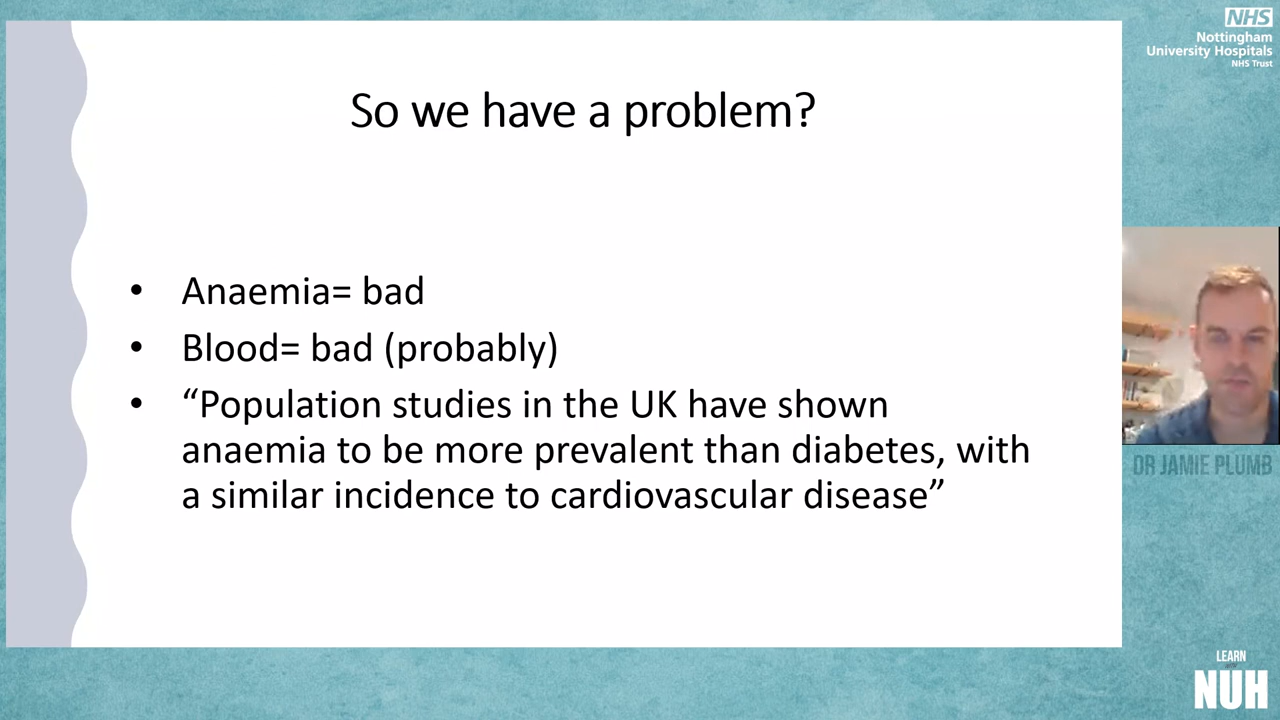 So we have a problem?
• Anaemia= bad
• Blood= bad (probably)
• “Population studies in the UK have shown
anaemia to be more prevalent than diabetes, with
a similar incidence to cardiovascular disease”
NHS
Nottingham
University Hospitals
NHS Trust
DR JAMIE PLUMB
LEARN
NUH